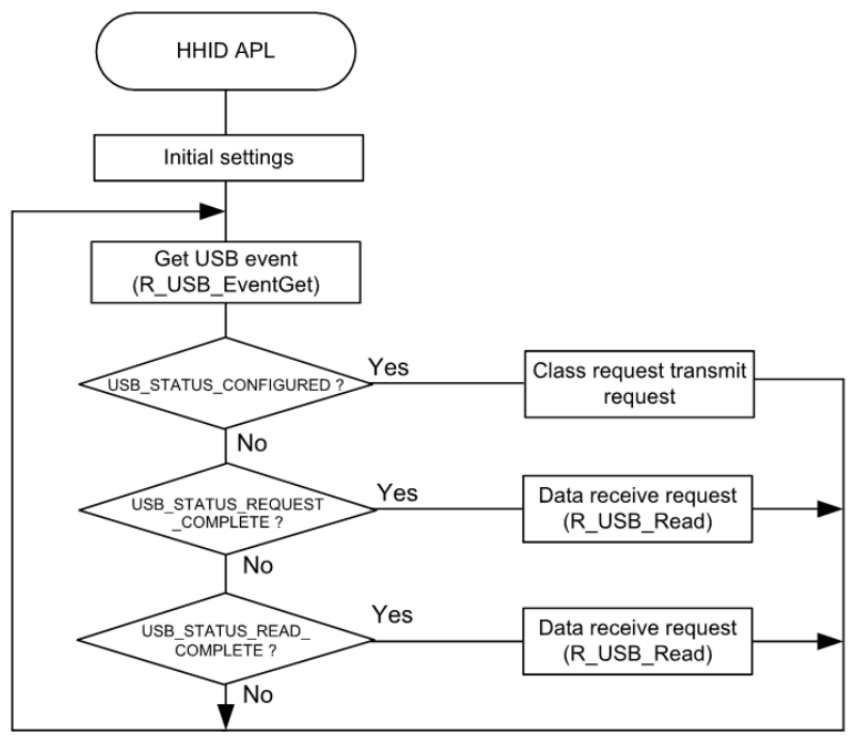 HHID APL
Initial settings
Get USB event
(R_USB_EventGet)
USB_STATUS_CONFIGURED ?
Yes
Class request transmit
request
No
USB_STATUS_REQUEST
_COMPLETE ?
Yes
Data receive request
(R_USB_Read)
No
USB_STATUS_READ_
COMPLETE ?
Yes
Data receive request
(R_USB_Read)
No